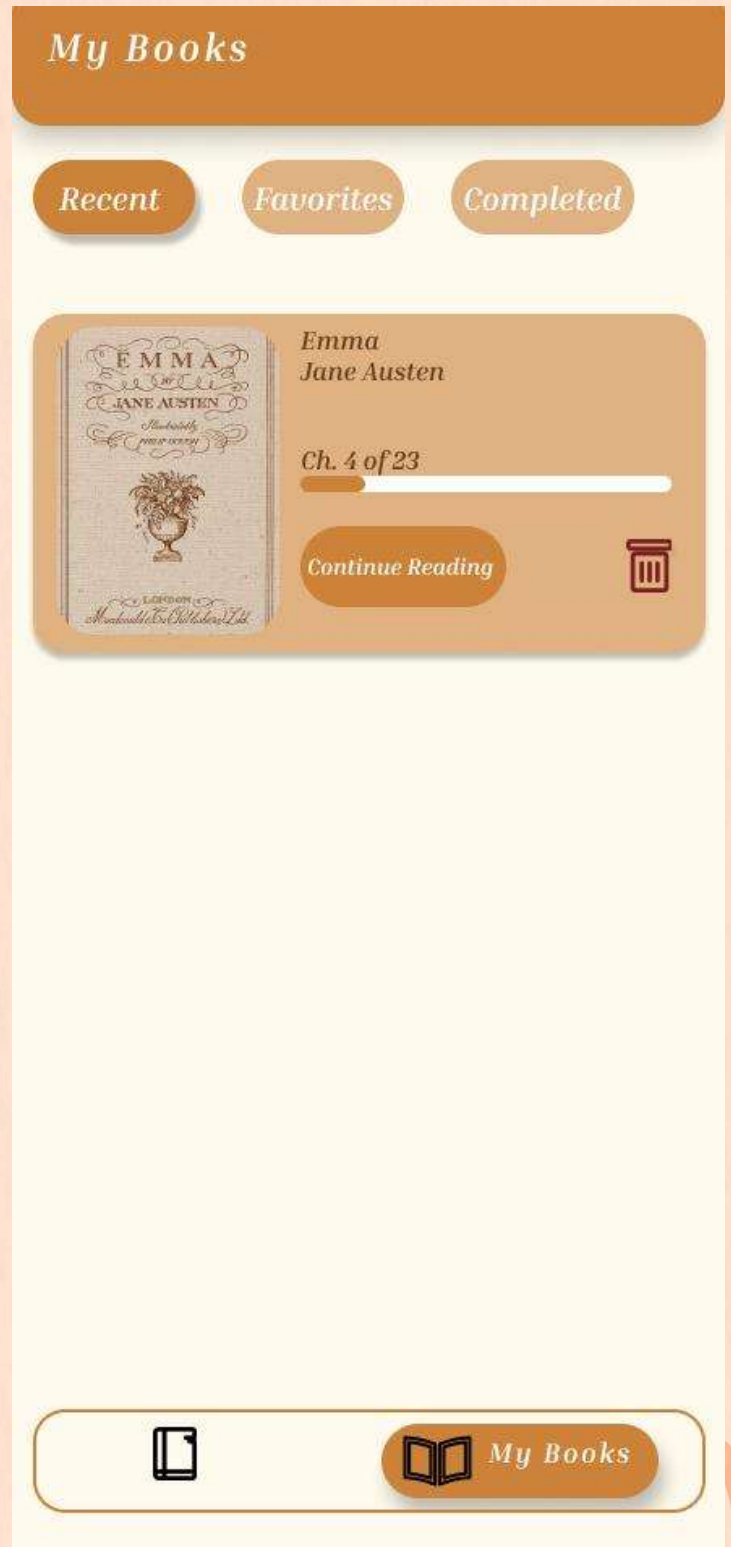 My Books
Recent
Favorites
Completed
EMMA
BY
JANE AUSTEN
Emma
Jane Austen
Ch. 4 of 23
Continue Reading
LONDON
My Books